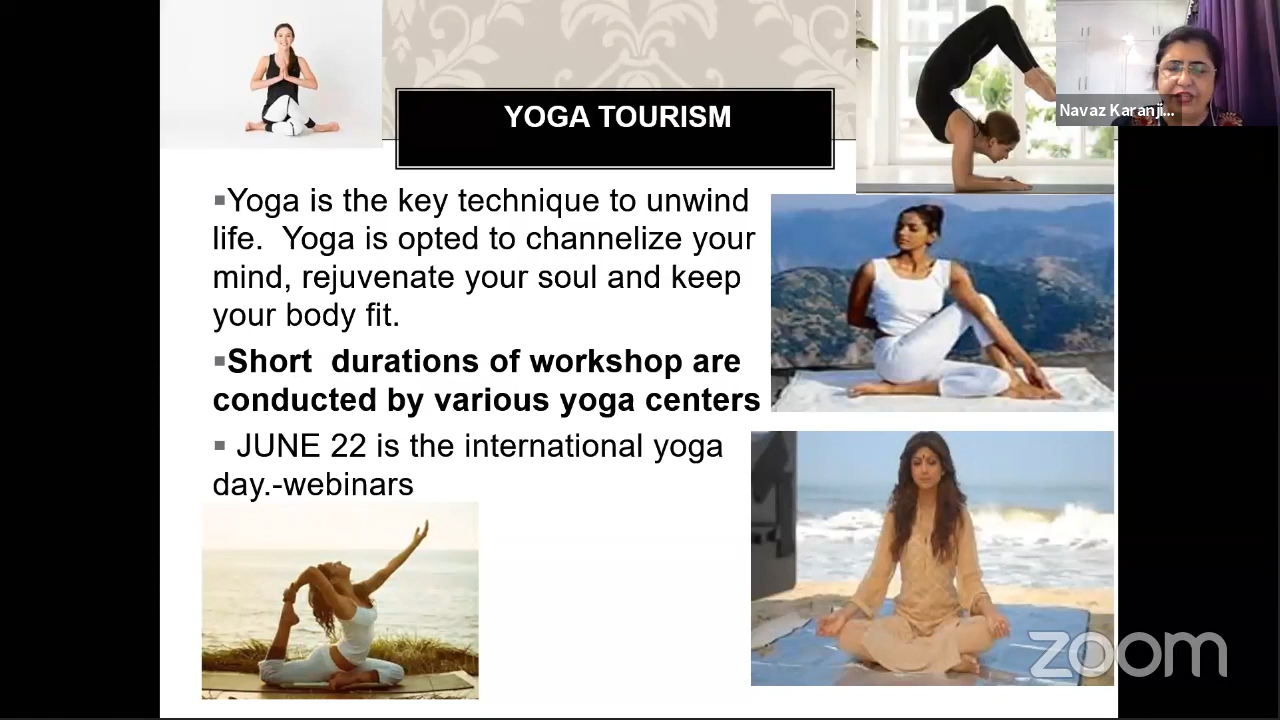 YOGA TOURISM
Navaz Karanji...
▪Yoga is the key technique to unwind
life.  Yoga is opted to channelize your
mind, rejuvenate your soul and keep
your body fit.
▪Short  durations of workshop are
conducted by various yoga centers
▪ JUNE 22 is the international yoga
day.-webinars
zoom